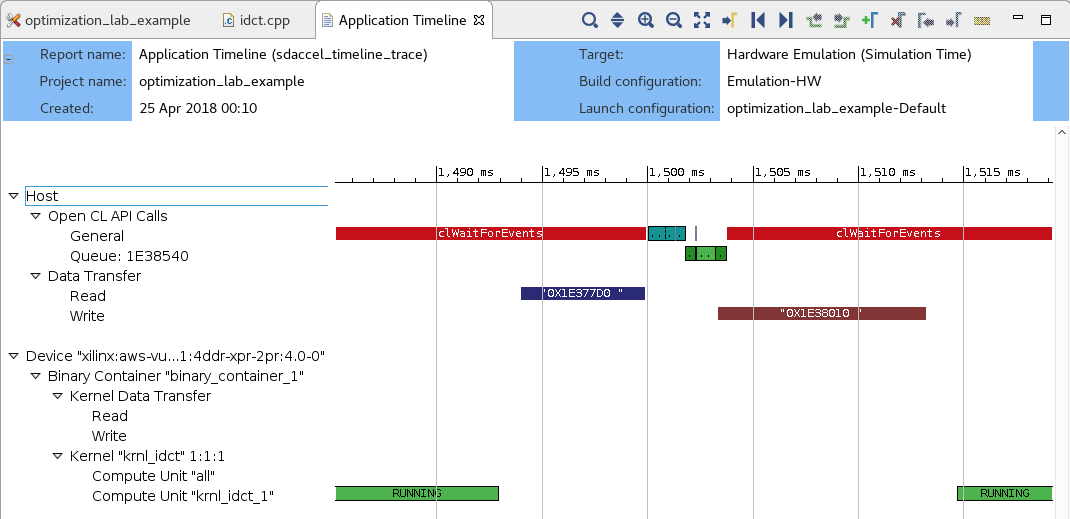 optimization_lab_example idct.cpp Application Timeline
Report name: Application Timeline (sdaccel_timeline_trace) Target: Hardware Emulation (Simulation Time)
Project name: optimization_lab_example Build configuration: Emulation-HW
Created: 25 Apr 2018 00:10 Launch configuration: optimization_lab_example-Default
1,490 ms 1,495 ms 1,500 ms 1,505 ms 1,510 ms 1,515 ms
Host
Open CL API Calls
General clWaitForEvents clWaitForEvents
Queue: 1E38540
Data Transfer
Read "0X1E377D0 "
Write "0X1E38010 "
Device "xilinx:aws-vu...1:4ddr-xpr-2pr:4.0-0"
Binary Container "binary_container_1"
Kernel Data Transfer
Read
Write
Kernel "krnl_idct" 1:1:1
Compute Unit "all"
Compute Unit "krnl_idct_1" RUNNING RUNNING